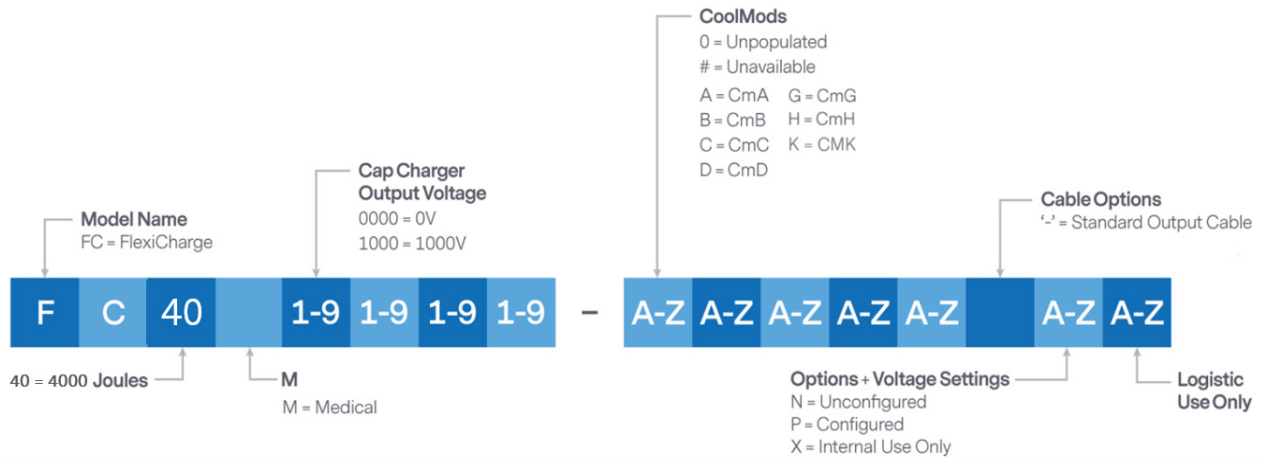 CoolMods
0 = Unpopulated
# = Unavailable
A = CmA G = CmG
B = CmB H = CmH
C = CmC K = CMK
D = CmD
Cap Charger
Output Voltage
0000 = 0V
1000 = 1000V
Model Name
FC = FlexiCharge
Cable Options
‘-’ = Standard Output Cable
F C 40 1-9 1-9 1-9 1-9 – A-Z A-Z A-Z A-Z A-Z A-Z A-Z
40 = 4000 Joules
M
M = Medical
Options + Voltage Settings
N = Unconfigured
P = Configured
X = Internal Use Only
Logistic
Use Only